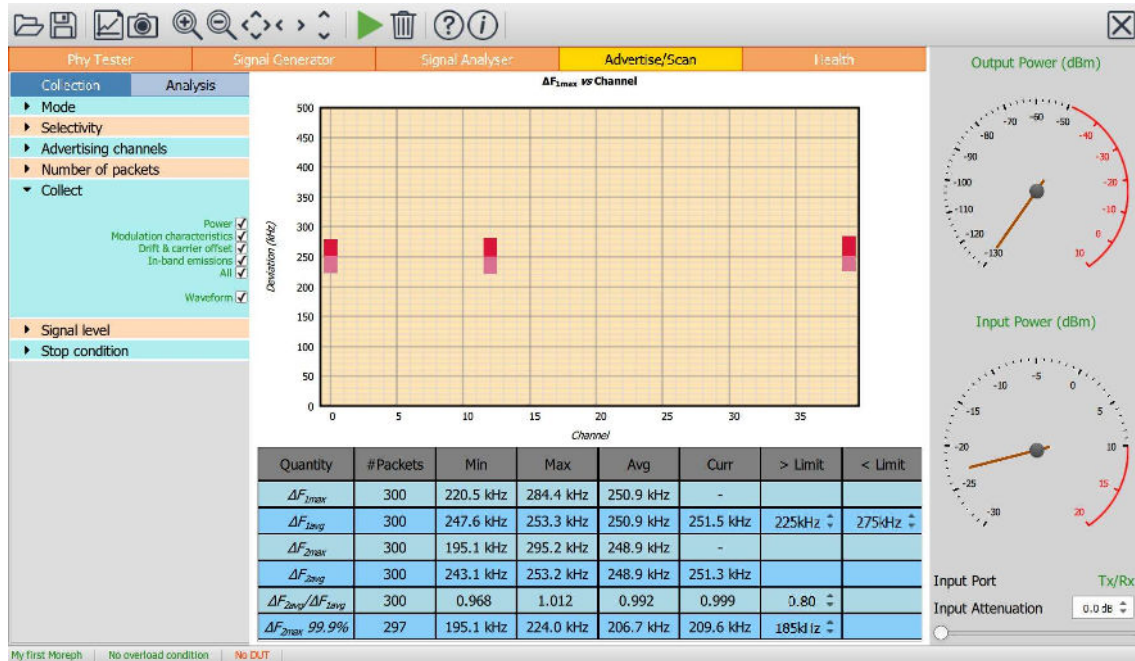 Phy Tester Signal Generator Signal Analyser Advertise/Scan Health
Collection Analysis
Mode
Selectivity
Advertising channels
Number of packets
Collect
Power
Modulation characteristics
Drift & carrier offset
In-band emissions
All
Waveform
Signal level
Stop condition
ΔF1max vs Channel
500
450
400
350
300
250
200
150
100
50
0
Deviation (kHz)
0 5 10 15 20 25 30 35
Channel
Quantity #Packets Min Max Avg Curr > Limit < Limit
ΔF1max 300 220.5 kHz 284.4 kHz 250.9 kHz -
ΔF1avg 300 247.6 kHz 253.3 kHz 250.9 kHz 251.5 kHz 225kHz 275kHz
ΔF2max 300 195.1 kHz 295.2 kHz 248.9 kHz -
ΔF2avg 300 243.1 kHz 253.2 kHz 248.9 kHz 251.3 kHz
ΔF2avg/ΔF1avg 300 0.968 1.012 0.992 0.999 0.80
ΔF2max 99.9% 297 195.1 kHz 224.0 kHz 206.7 kHz 209.6 kHz 185kHz
Output Power (dBm)
-130 -120 -110 -100 -90 -80 -70 -60 -50 -40 -30 -20 -10 0 10
Input Power (dBm)
-30 -25 -20 -15 -10 -5 0 5 10 15 20
Input Port Tx/Rx
Input Attenuation 0.0 dB
My first Moreph No overload condition No DUT